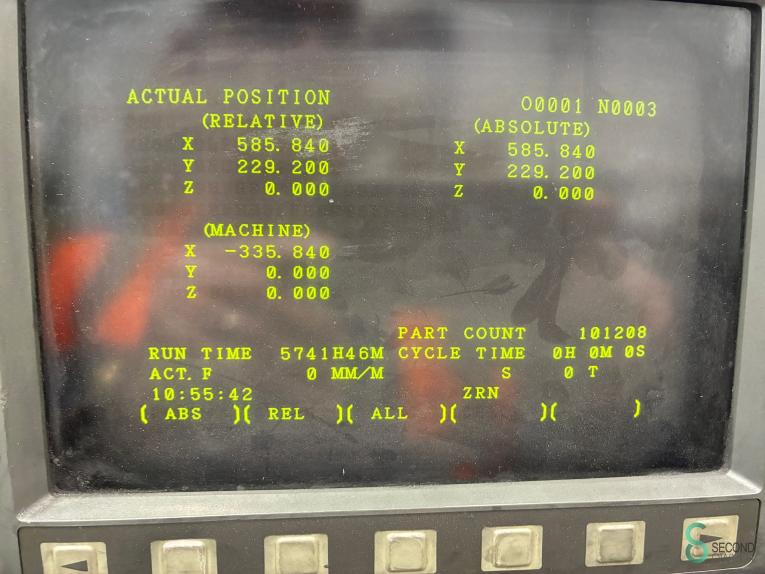 ACTUAL POSITION O0001 N0003
(RELATIVE) (ABSOLUTE)
X 585.840 X 585.840
Y 229.200 Y 229.200
Z 0.000 Z 0.000
(MACHINE)
X -335.840
Y 0.000
Z 0.000
PART COUNT 101208
RUN TIME 5741H46M CYCLE TIME 0H 0M 0S
ACT.F 0 MM/M S 0 T
10:55:42 ZRN
( ABS )( REL )( ALL )( )( )
SECOND